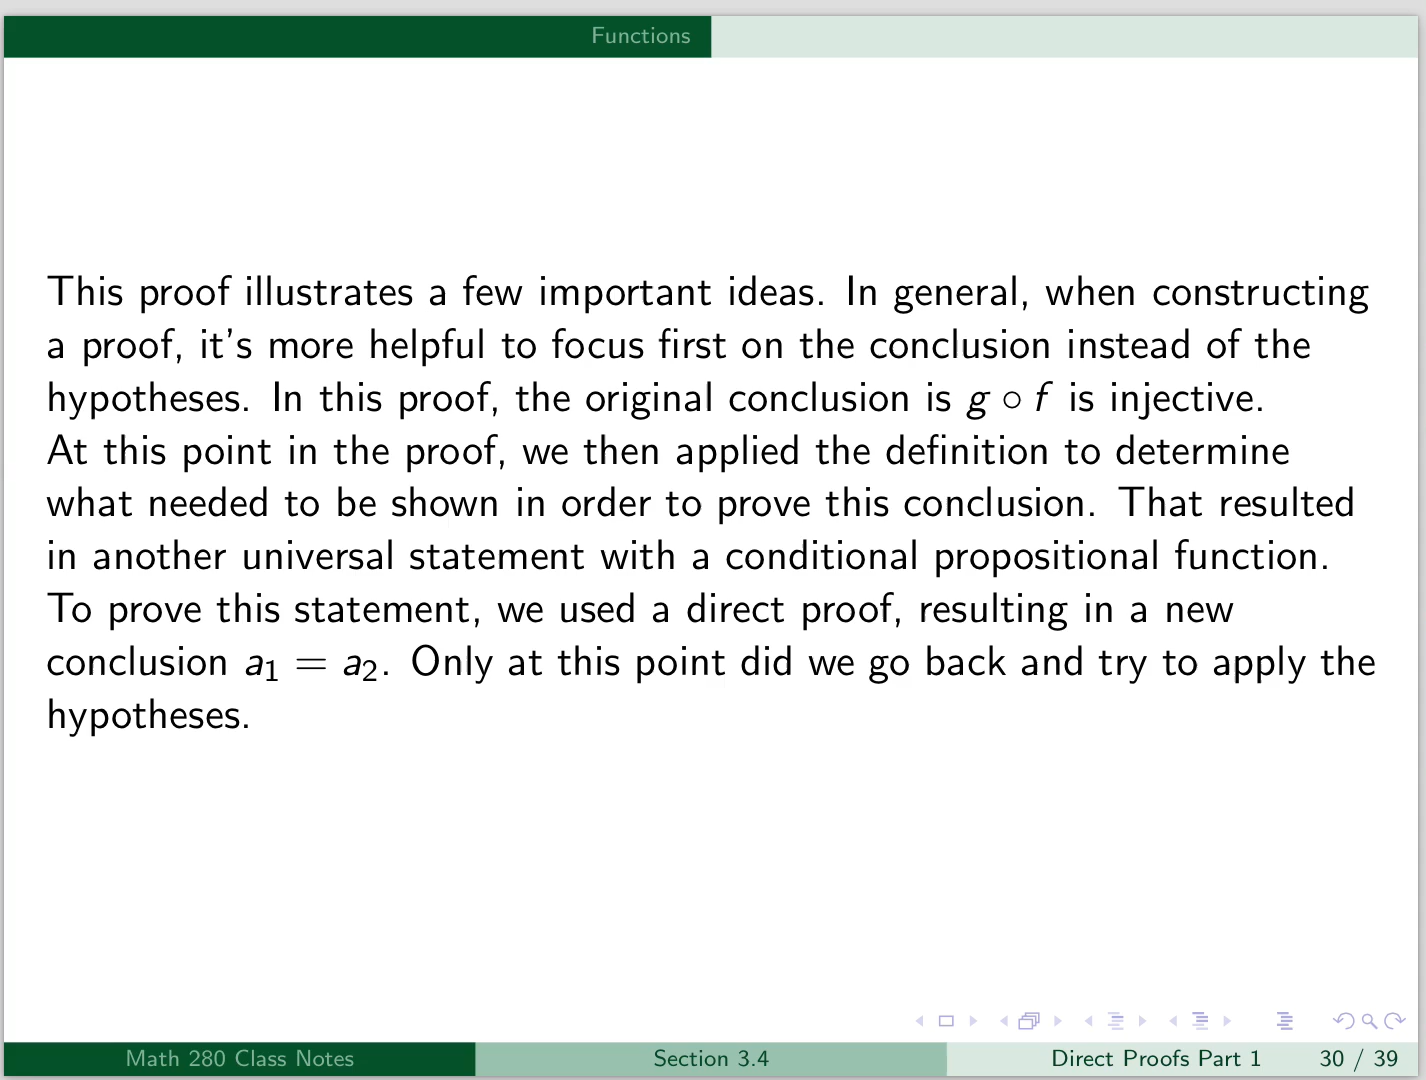 Functions
This proof illustrates a few important ideas. In general, when constructing
a proof, it's more helpful to focus first on the conclusion instead of the
hypotheses. In this proof, the original conclusion is g ∘ f is injective.
At this point in the proof, we then applied the definition to determine
what needed to be shown in order to prove this conclusion. That resulted
in another universal statement with a conditional propositional function.
To prove this statement, we used a direct proof, resulting in a new
conclusion a₁ = a₂. Only at this point did we go back and try to apply the
hypotheses.
Math 280 Class Notes Section 3.4 Direct Proofs Part 1 30 / 39